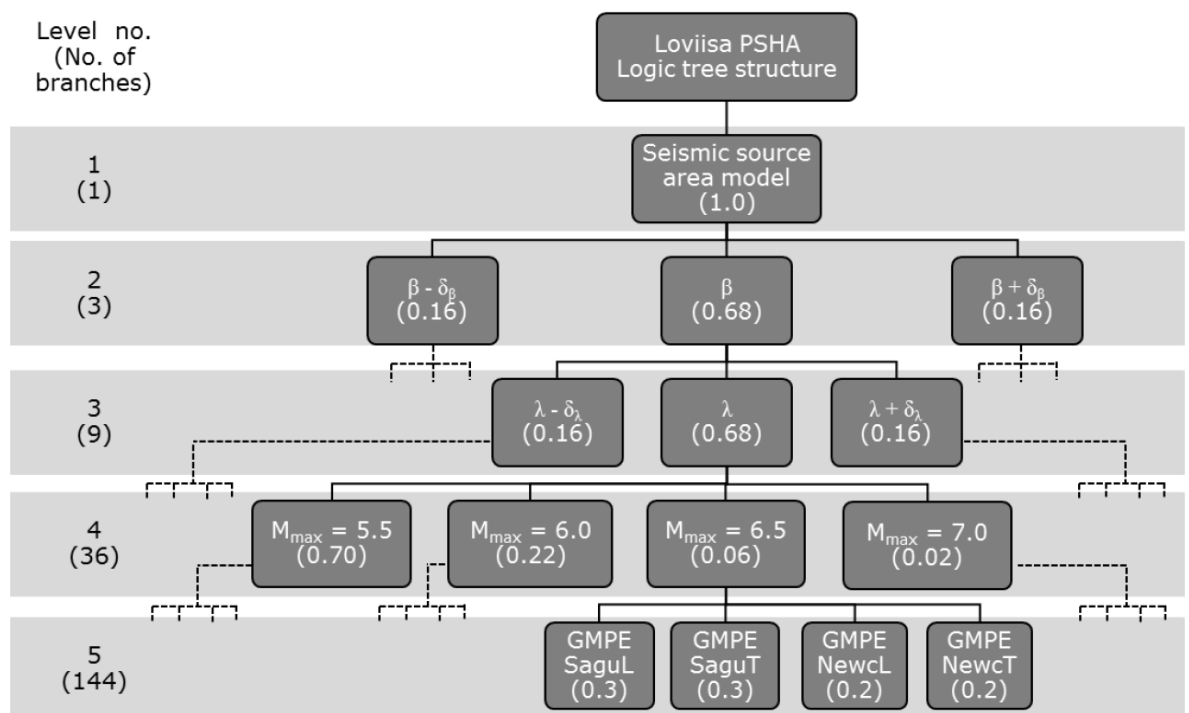 Level no.
(No. of
branches)
Loviisa PSHA
Logic tree structure
1
(1)
Seismic source
area model
(1.0)
2
(3)
β - δβ
(0.16)
β
(0.68)
β + δβ
(0.16)
3
(9)
λ - δλ
(0.16)
λ
(0.68)
λ + δλ
(0.16)
4
(36)
Mmax = 5.5
(0.70)
Mmax = 6.0
(0.22)
Mmax = 6.5
(0.06)
Mmax = 7.0
(0.02)
5
(144)
GMPE
SaguL
(0.3)
GMPE
SaguT
(0.3)
GMPE
NewcL
(0.2)
GMPE
NewcT
(0.2)